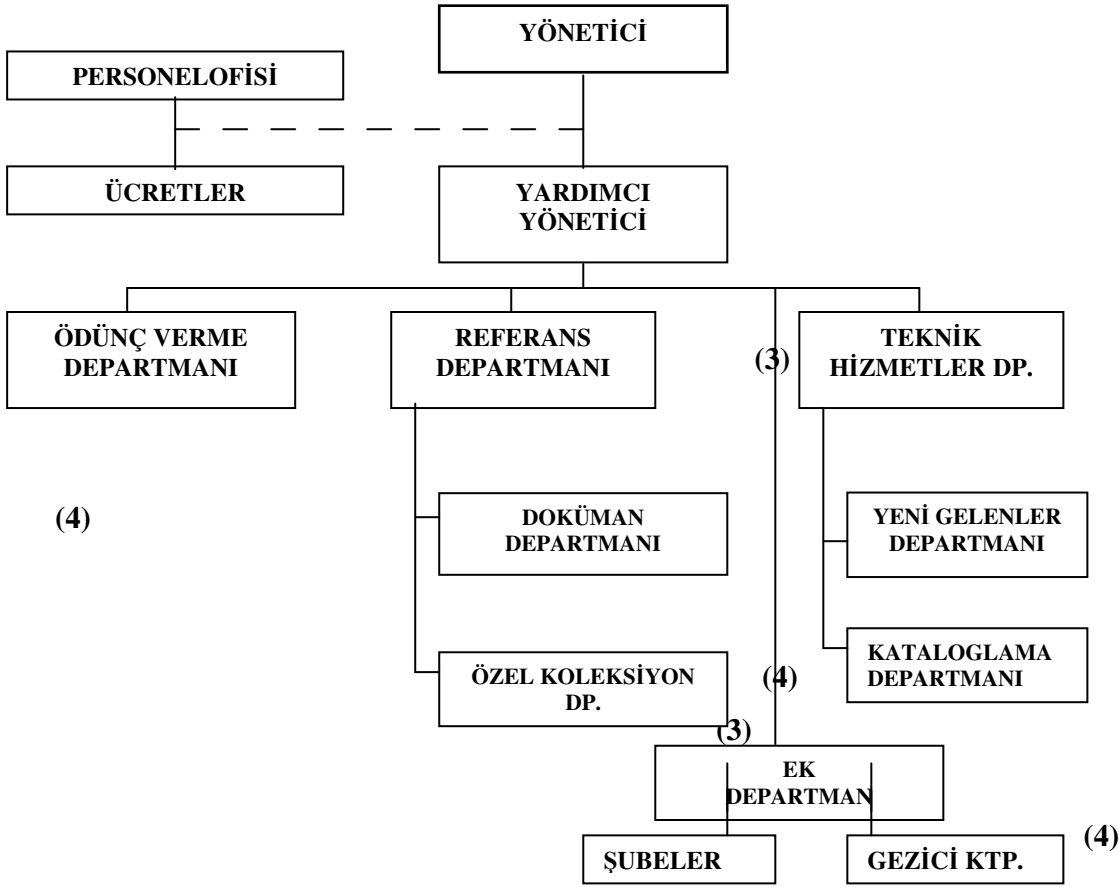 YÖNETİCİ
PERSONELOFİSİ
ÜCRETLER
YARDIMCI
YÖNETİCİ
ÖDÜNÇ VERME
DEPARTMANI
REFERANS
DEPARTMANI
(3)
TEKNİK
HİZMETLER DP.
(4)
DOKÜMAN
DEPARTMANI
YENİ GELENLER
DEPARTMANI
ÖZEL KOLEKSİYON
DP.
(4)
KATALOGLAMA
DEPARTMANI
(3)
EK
DEPARTMAN
ŞUBELER
GEZİCİ KTP.
(4)